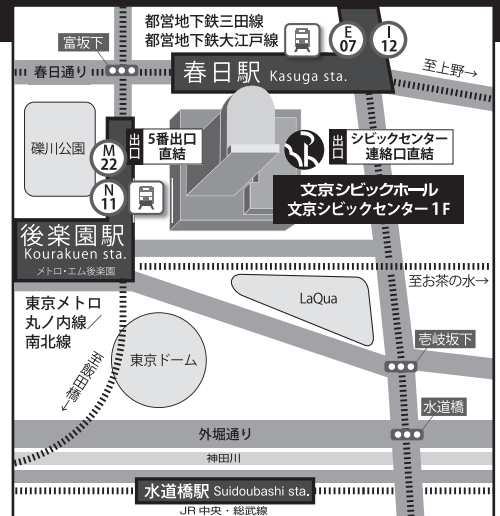 都営地下鉄三田線
都営地下鉄大江戸線
E
07
I
12
富坂下
春日通り
春日駅 Kasuga sta.
至上野→
礫川公園
M
22
N
11
出口
5番出口
直結
出口
シビックセンター
連絡口直結
文京シビックホール
文京シビックセンター1F
後楽園駅
Kourakuen sta.
メトロ・エム後楽園
至お茶の水→
東京メトロ
丸ノ内線/
南北線
LaQua
壱岐坂下
東京ドーム
至飯田橋→
水道橋
外堀通り
神田川
水道橋駅 Suidoubashi sta.
JR 中央・総武線